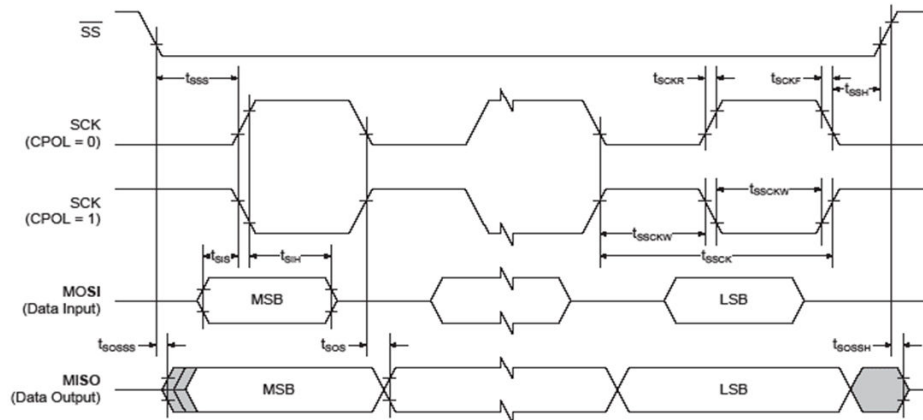 SS
tSSS
tSCKR
tSCKF
tSSH
SCK
(CPOL = 0)
SCK
(CPOL = 1)
tSSCKW
tSSCKW
tSSCK
tSIS
tSIH
MOSI
(Data Input)
MSB
LSB
tSOSSS
tSOS
tSOSSH
MISO
(Data Output)
MSB
LSB